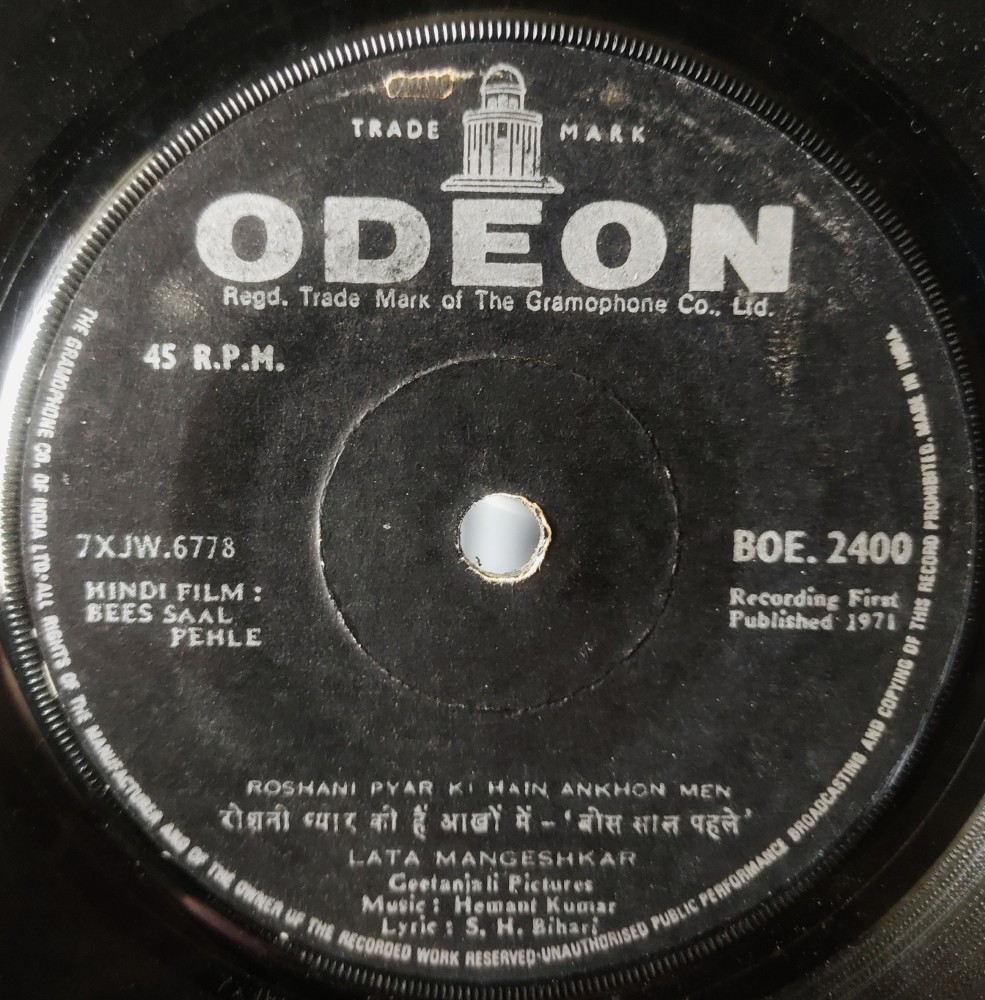 TRADE MARK
ODEON
Regd. Trade Mark of The Gramophone Co., Ltd.
45 R.P.M.
7XJW.6778
HINDI FILM :
BEES SAAL
PEHLE
BOE. 2400
Recording First
Published 1971
ROSHANI PYAR KI HAIN ANKHON MEN
रोशनी प्यार की हैं आखों में - 'बीस साल पहले'
LATA MANGESHKAR
Geetanjali Pictures
Music : Hemant Kumar
Lyric : S. H. Bihari
THE GRAMOPHONE CO. OF INDIA LTD·ALL RIGHTS OF THE MANUFACTURER AND OF THE OWNER OF THE RECORDED WORK RESERVED·UNAUTHORISED PUBLIC PERFORMANCE BROADCASTING AND COPYING OF THIS RECORD PROHIBITED. MADE IN INDIA.